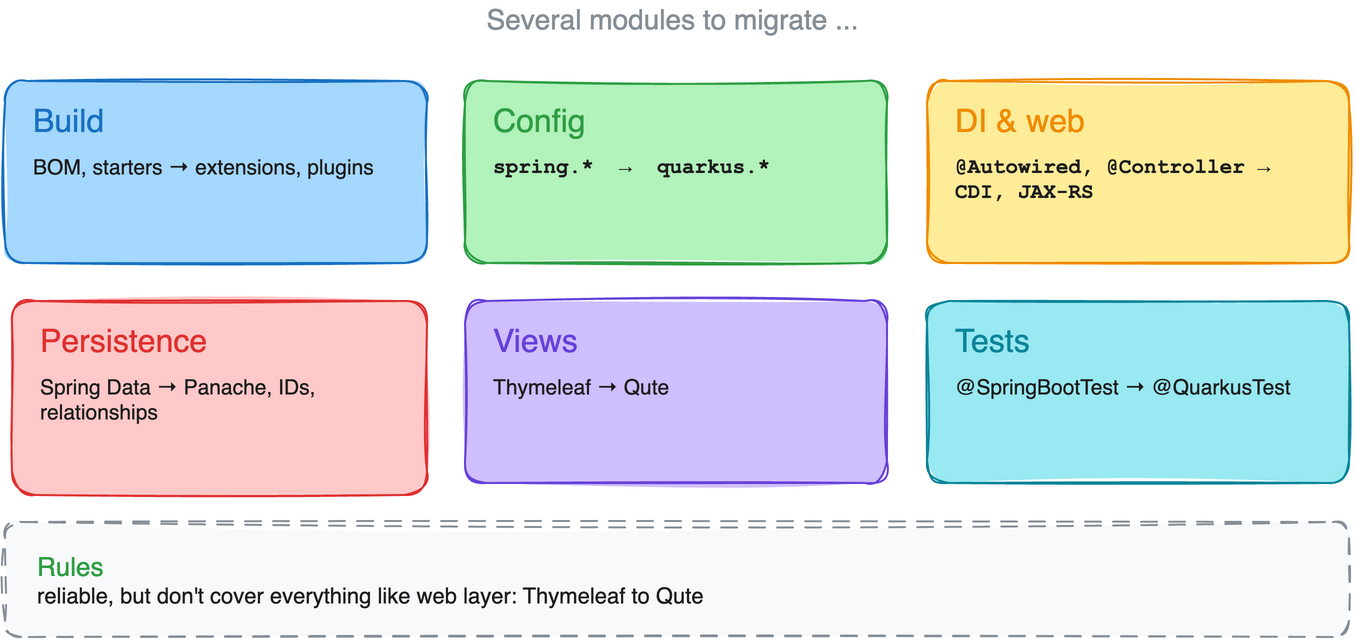 Several modules to migrate ...
Build
BOM, starters → extensions, plugins
Config
spring.* → quarkus.*
DI & web
@Autowired, @Controller →
CDI, JAX-RS
Persistence
Spring Data → Panache, IDs,
relationships
Views
Thymeleaf → Qute
Tests
@SpringBootTest → @QuarkusTest
Rules
reliable, but don't cover everything like web layer: Thymeleaf to Qute